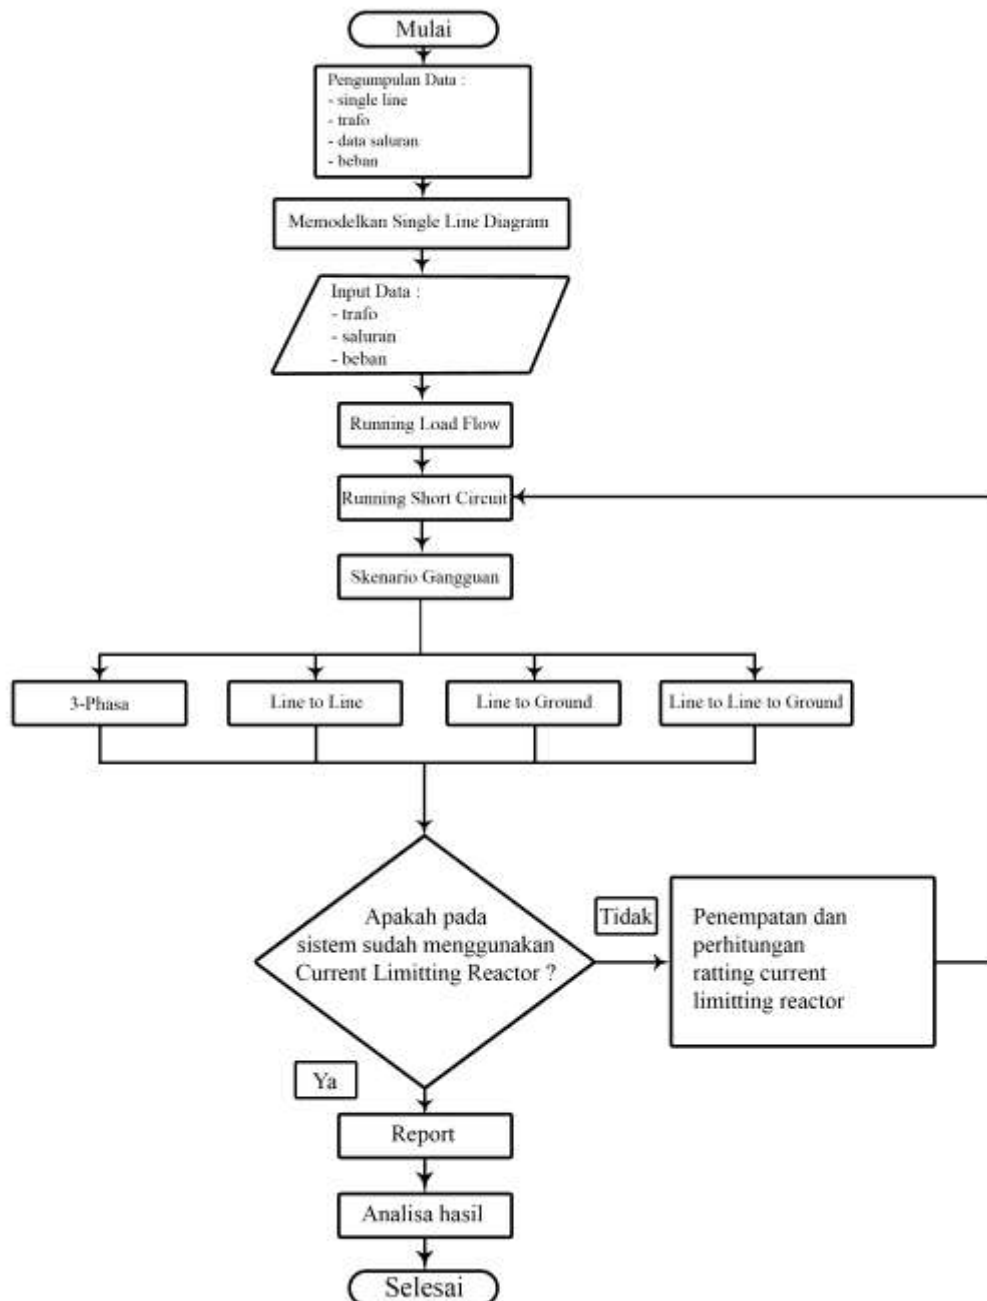 Mulai
Pengumpulan Data :
- single line
- trafo
- data saluran
- beban
Memodelkan Single Line Diagram
Input Data :
- trafo
- saluran
- beban
Running Load Flow
Running Short Circuit
Skenario Gangguan
3-Phasa
Line to Line
Line to Ground
Line to Line to Ground
Apakah pada
sistem sudah menggunakan
Current Limitting Reactor ?
Tidak
Penempatan dan
perhitungan
ratting current
limitting reactor
Ya
Report
Analisa hasil
Selesai